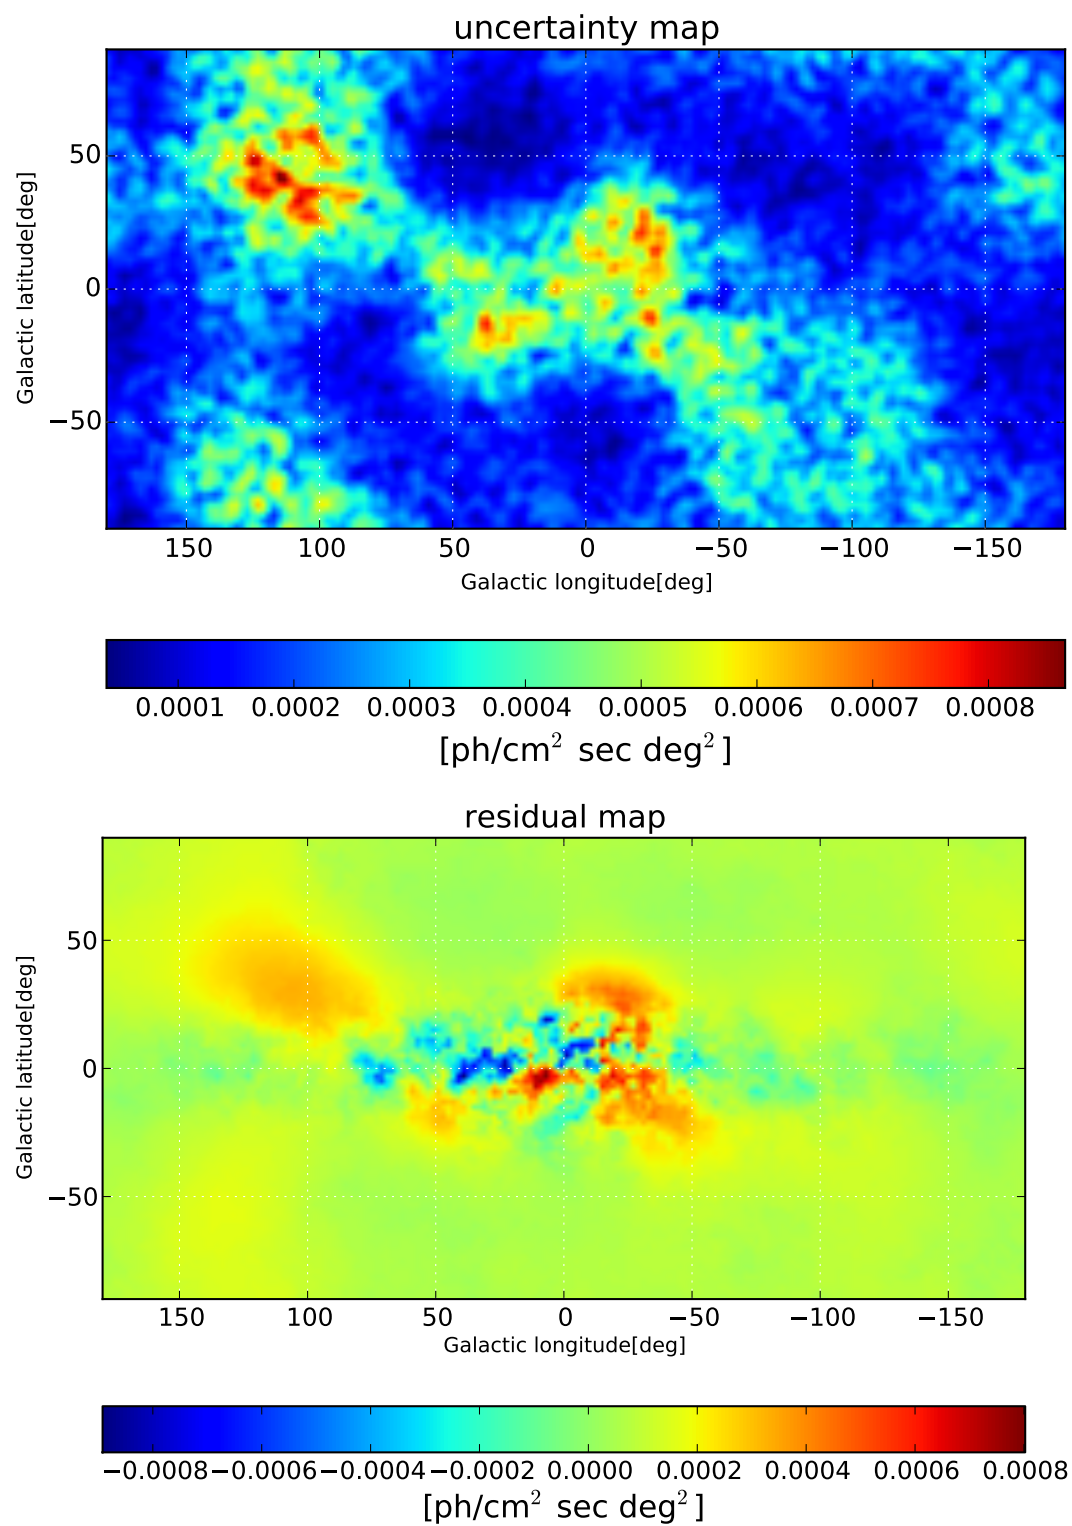 uncertainty map
50
0
−50
Galactic latitude[deg]
150 100 50 0 −50 −100 −150
Galactic longitude[deg]
0.0001 0.0002 0.0003 0.0004 0.0005 0.0006 0.0007 0.0008
[ph/cm² sec deg²]
residual map
50
0
−50
Galactic latitude[deg]
150 100 50 0 −50 −100 −150
Galactic longitude[deg]
−0.0008 −0.0006 −0.0004 −0.0002 0.0000 0.0002 0.0004 0.0006 0.0008
[ph/cm² sec deg²]